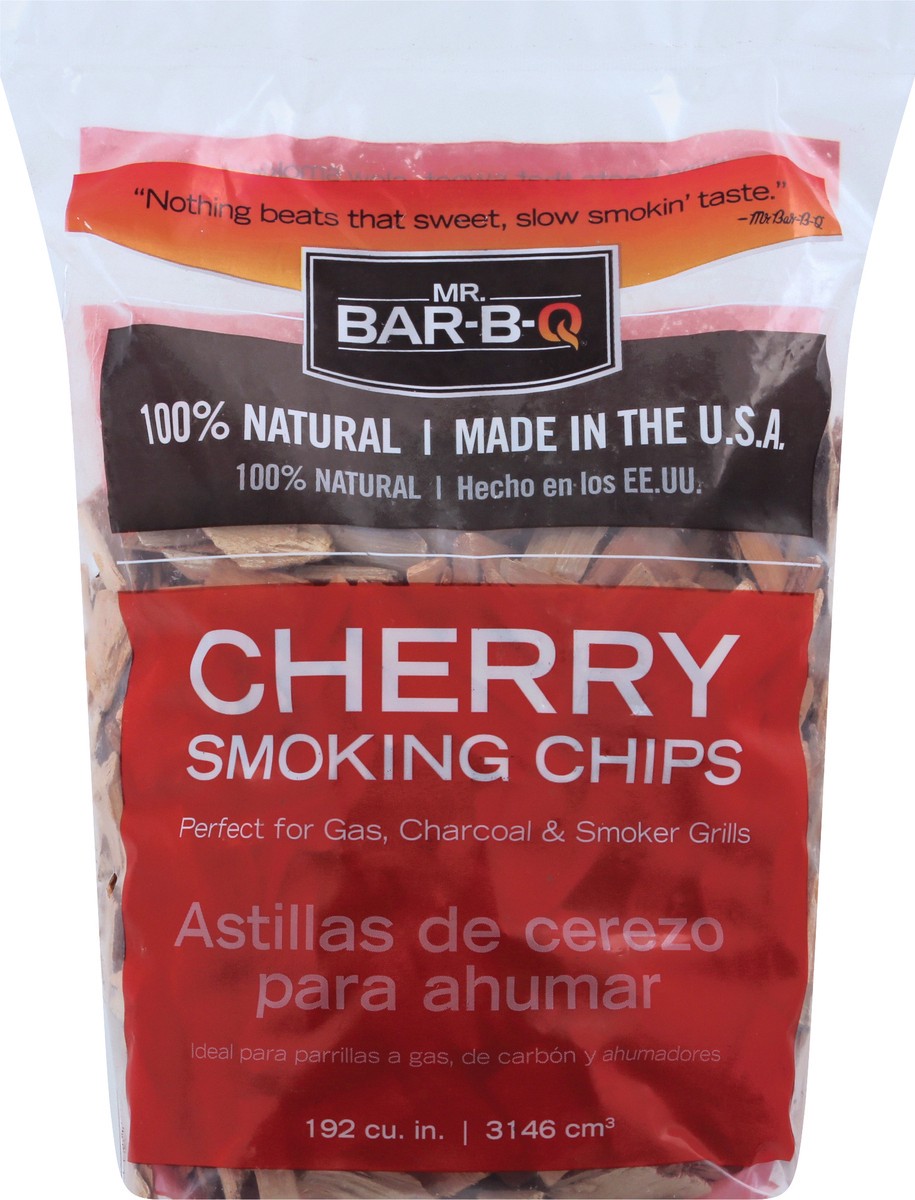 “Nothing beats that sweet, slow smokin’ taste.”
—Mr. Bar-B-Q
MR.
BAR-B-Q
100% NATURAL | MADE IN THE U.S.A.
100% NATURAL | Hecho en los EE.UU.
CHERRY
SMOKING CHIPS
Perfect for Gas, Charcoal & Smoker Grills
Astillas de cerezo
para ahumar
Ideal para parrillas a gas, de carbón y ahumadores
192 cu. in. | 3146 cm³